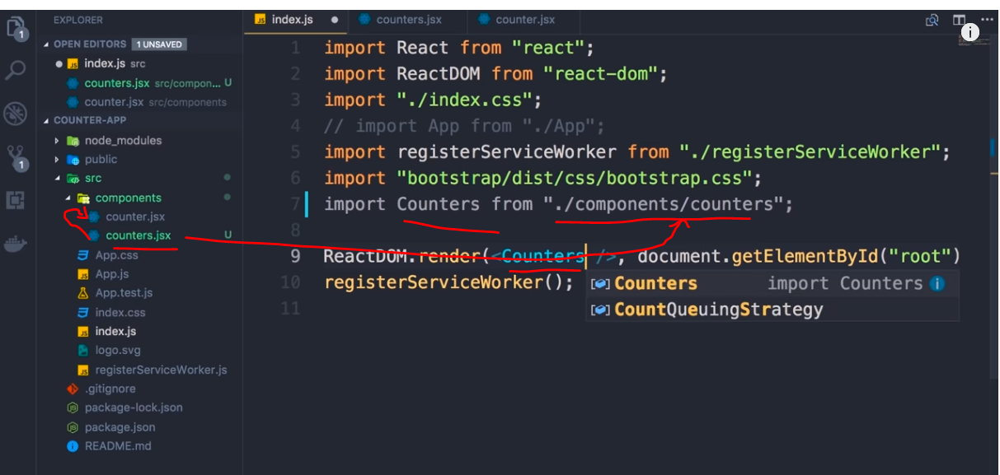 EXPLORER
OPEN EDITORS 1 UNSAVED
index.js src
counters.jsx src/compon... U
counter.jsx src/components
COUNTER-APP
node_modules
public
src
components
counter.jsx
counters.jsx U
App.css
App.js
App.test.js
index.css
index.js
logo.svg
registerServiceWorker.js
.gitignore
package-lock.json
package.json
README.md
1
1
index.js counters.jsx counter.jsx
1 import React from "react";
2 import ReactDOM from "react-dom";
3 import "./index.css";
4 // import App from "./App";
5 import registerServiceWorker from "./registerServiceWorker";
6 import "bootstrap/dist/css/bootstrap.css";
7 import Counters from "./components/counters";
8
9 ReactDOM.render(<Counters />, document.getElementById("root")
10 registerServiceWorker();
11
Counters import Counters
CountQueuingStrategy